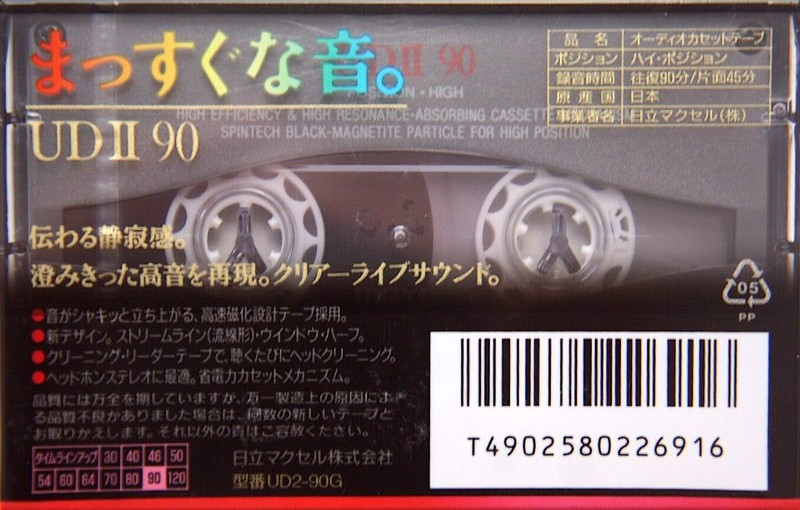 まっすぐな音。
UDⅡ 90
DⅡ 90
POSITION・HIGH
HIGH EFFICIENCY & HIGH RESONANCE-ABSORBING CASSETTE
SPINTECH BLACK-MAGNETITE PARTICLE FOR HIGH POSITION
品名 オーディオカセットテープ
ポジション ハイ・ポジション
録音時間 往復90分/片面45分
原産国 日本
事業者名 日立マクセル(株)
伝わる静寂感。
澄みきった高音を再現。クリアーライブサウンド。
●音がシャキッと立ち上がる、高速磁化設計テープ採用。
●新デザイン。ストリームライン(流線形)・ウインドウ・ハーフ。
●クリーニング・リーダーテープで、聴くたびにヘッドクリーニング。
●ヘッドホンステレオに最適。省電力カセットメカニズム。
品質には万全を期していますが、万一製造上の原因によ
る品質不良がありました場合は、同数の新しいテープと
お取りかえします。それ以外の責はご容赦ください。
タイムラインアップ 30 40 46 50
54 60 64 70 80 90 120
日立マクセル株式会社
型番UD2-90G
05
PP
T4902580226916